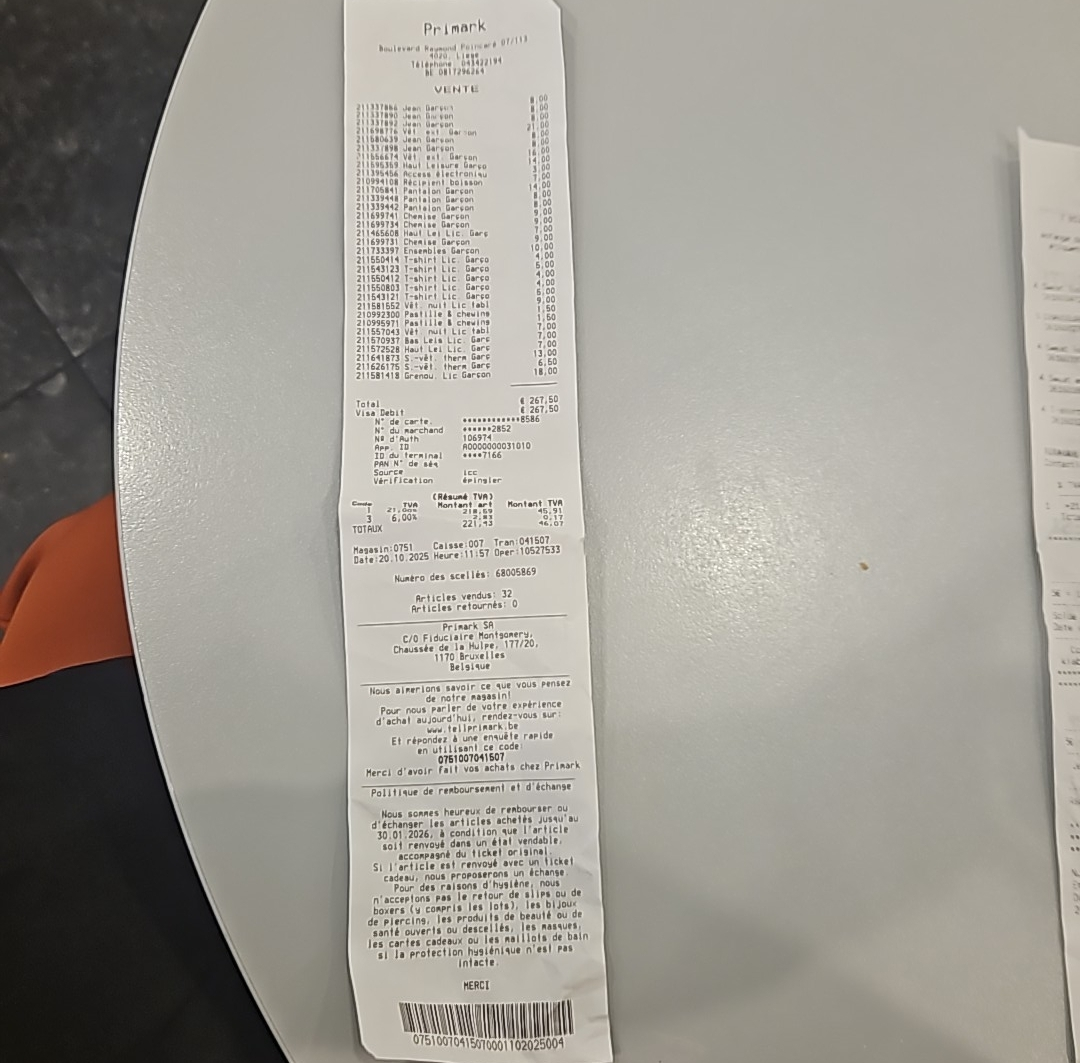 Primark
Boulevard Raymond Poincaré 07/113
4020, Liege
Téléphone 043422194
BE 0817296264
VENTE
211337886 Jean Garçon 8,00
211337890 Jean Garçon 8,00
211337892 Jean Garçon 8,00
211698776 Vêt. ext. Garçon 21,00
211580639 Jean Garçon 8,00
211337898 Jean Garçon 8,00
211556674 Vêt. ext. Garçon 16,00
211595369 Haut Leisure Garço 14,00
211395456 Access électroniqu 3,00
210994108 Récipient boisson 7,00
211705841 Pantalon Garçon 14,00
211339448 Pantalon Garçon 8,00
211339442 Pantalon Garçon 8,00
211699741 Chemise Garçon 9,00
211699734 Chemise Garçon 9,00
211465608 Haut Lei Lic. Garç 7,00
211699731 Chemise Garçon 9,00
211733397 Ensembles Garçon 10,00
211550414 T-shirt Lic. Garço 4,00
211543123 T-shirt Lic. Garço 5,00
211550412 T-shirt Lic. Garço 4,00
211550803 T-shirt Lic. Garço 4,00
211543121 T-shirt Lic. Garço 5,00
211581552 Vêt. nuit Lic tabl 9,00
210992300 Pastille & chewing 1,50
210995971 Pastille & chewing 1,50
211557043 Vêt. nuit Lic tabl 7,00
211570937 Bas Leis Lic. Garç 7,00
211572528 Haut Lei Lic. Garç 7,00
211641873 S.-vêt. therm Garç 13,00
211626175 S.-vêt. therm Garç 6,50
211581418 Grenou. Lic Garçon 18,00
Total € 267,50
Visa Debit € 267,50
N° de carte. ************8586
N° du marchand ******2852
N# d'Auth 106974
App. ID A0000000031010
ID du terminal ****7166
PAN N° de séq
Source icc
Vérification épingler
(Résumé TVA)
Code TVA Montant art Montant TVA
1 21,00% 218,59 45,91
3 6,00% 2,83 0,17
TOTAUX 221,43 46,07
Magasin:0751 Caisse:007 Tran:041507
Date:20.10.2025 Heure:11:57 Oper:10527533
Numéro des scellés: 68005869
Articles vendus: 32
Articles retournés: 0
Primark SA
C/O Fiduciaire Montgomery,
Chaussée de la Hulpe, 177/20,
1170 Bruxelles
Belgique
Nous aimerions savoir ce que vous pensez
de notre magasin!
Pour nous parler de votre expérience
d'achat aujourd'hui, rendez-vous sur:
www.tellprimark.be
Et répondez à une enquête rapide
en utilisant ce code:
0751007041507
Merci d'avoir fait vos achats chez Primark
Politique de remboursement et d'échange
Nous sommes heureux de rembourser ou
d'échanger les articles achetés jusqu'au
30.01.2026, à condition que l'article
soit renvoyé dans un état vendable,
accompagné du ticket original.
Si l'article est renvoyé avec un ticket
cadeau, nous proposerons un échange.
Pour des raisons d'hygiène, nous
n'acceptons pas le retour de slips ou de
boxers (y compris les lots), les bijoux
de piercing, les produits de beauté ou de
santé ouverts ou descellés, les masques,
les cartes cadeaux ou les maillots de bain
si la protection hygiénique n'est pas
intacte.
MERCI
07510070415070001102025004